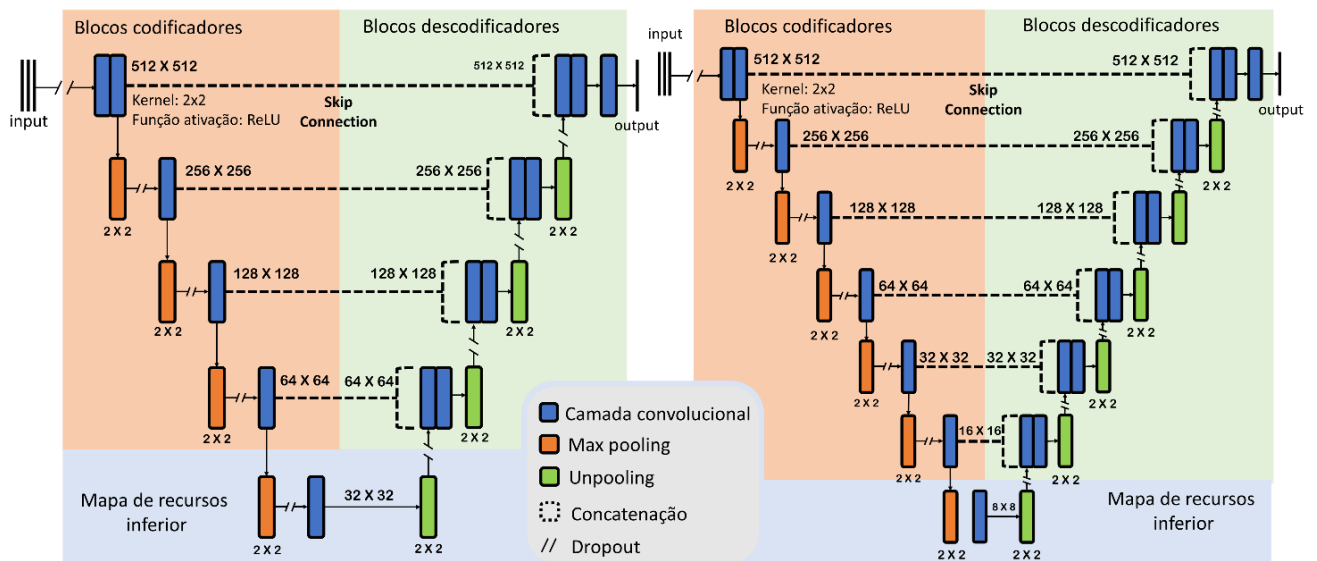 Blocos codificadores
Blocos descodificadores
512 X 512
512 X 512
Kernel: 2x2
Função ativação: ReLU
Skip
Connection
input
output
256 X 256
256 X 256
2 X 2
2 X 2
128 X 128
128 X 128
2 X 2
2 X 2
64 X 64
64 X 64
2 X 2
2 X 2
Mapa de recursos
inferior
32 X 32
2 X 2
2 X 2
Camada convolucional
Max pooling
Unpooling
Concatenação
Dropout
Blocos codificadores
Blocos descodificadores
input
512 X 512
512 X 512
Kernel: 2x2
Função ativação: ReLU
Skip
Connection
output
256 X 256
256 X 256
2 X 2
2 X 2
128 X 128
128 X 128
2 X 2
2 X 2
64 X 64
64 X 64
2 X 2
2 X 2
32 X 32
32 X 32
2 X 2
2 X 2
16 X 16
2 X 2
2 X 2
8 X 8
2 X 2
2 X 2
Mapa de recursos
inferior